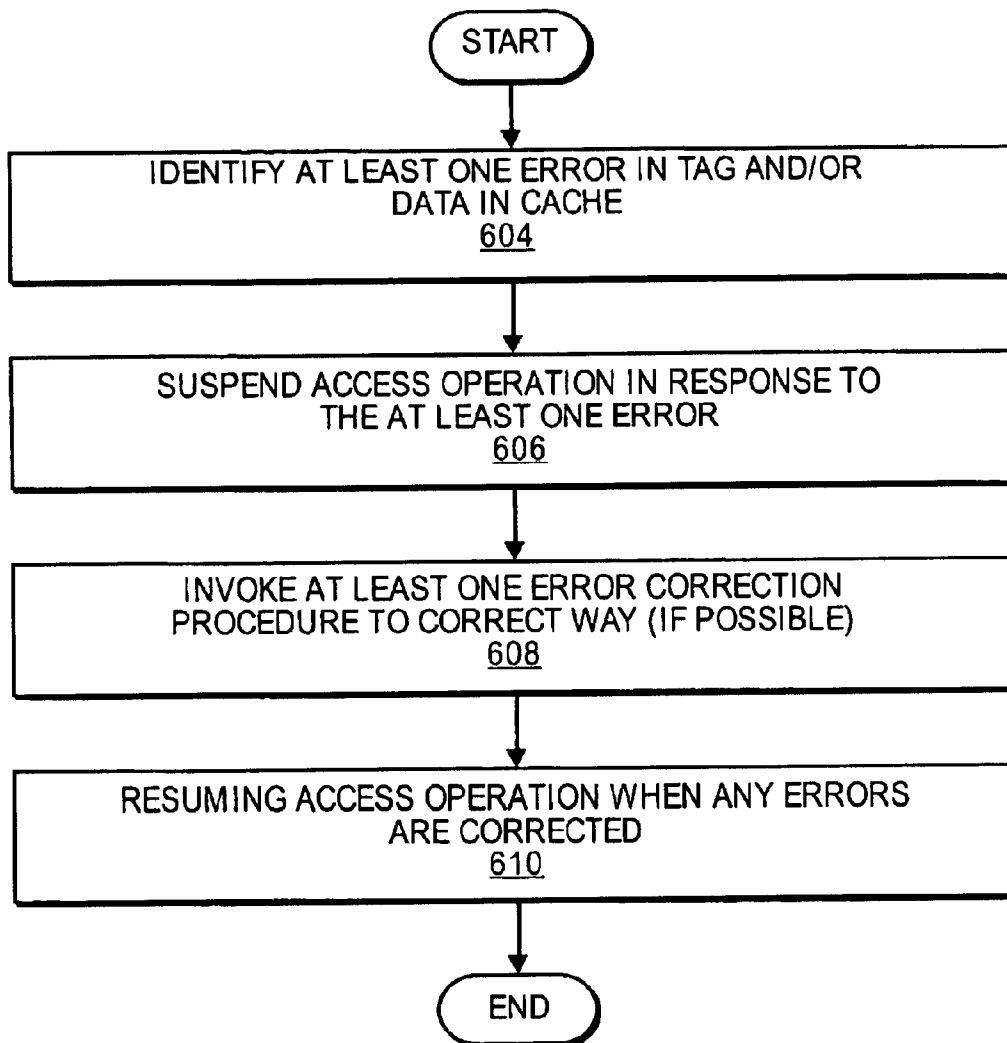 START
IDENTIFY AT LEAST ONE ERROR IN TAG AND/OR
DATA IN CACHE
604
SUSPEND ACCESS OPERATION IN RESPONSE TO
THE AT LEAST ONE ERROR
606
INVOKE AT LEAST ONE ERROR CORRECTION
PROCEDURE TO CORRECT WAY (IF POSSIBLE)
608
RESUMING ACCESS OPERATION WHEN ANY ERRORS
ARE CORRECTED
610
END